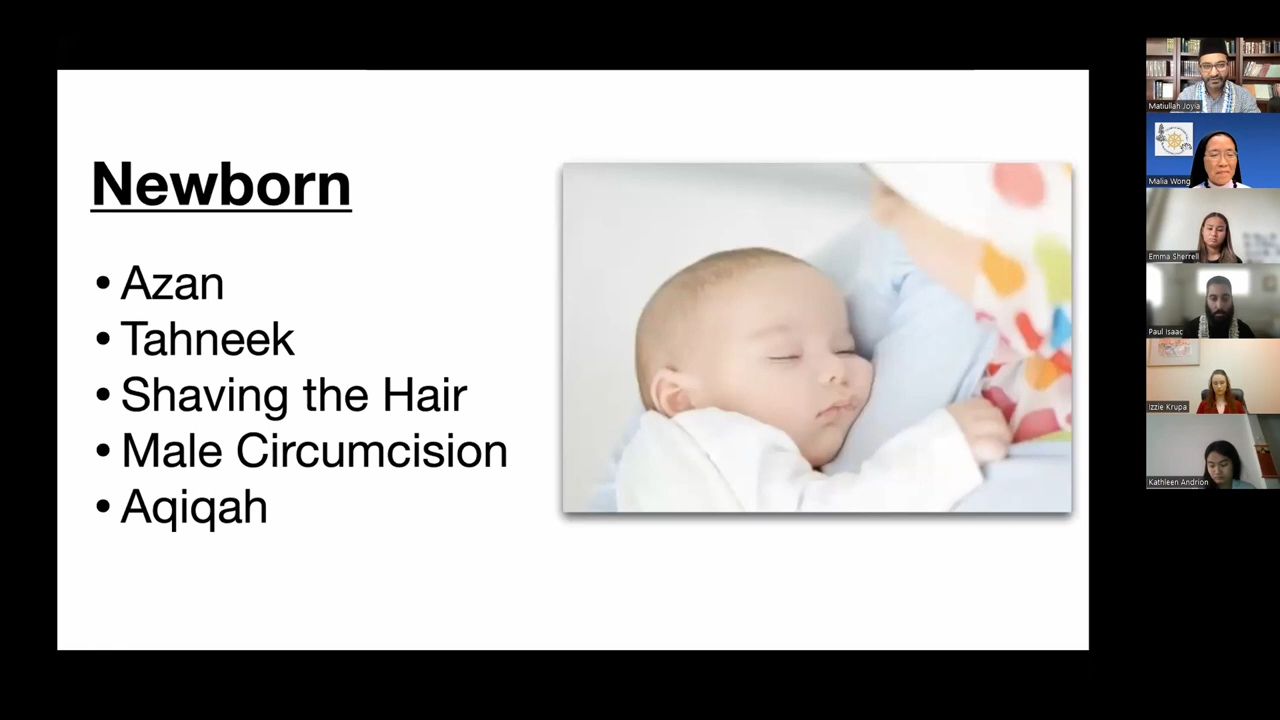 Newborn
• Azan
• Tahneek
• Shaving the Hair
• Male Circumcision
• Aqiqah
Matiullah Joyia
Malia Wong
Emma Sherrell
Paul Isaac
Izzie Krupa
Kathleen Andrion